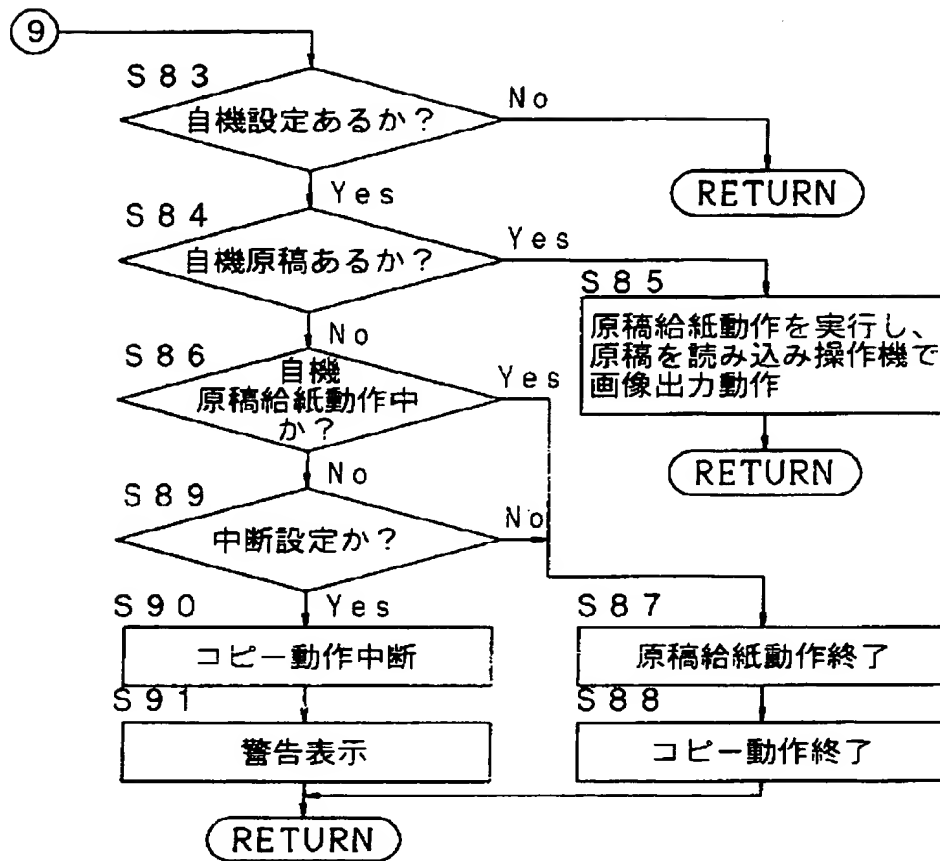 9
S83
自機設定あるか？
No
RETURN
Yes
S84
自機原稿あるか？
Yes
S85
原稿給紙動作を実行し、
原稿を読み込み操作機で
画像出力動作
RETURN
No
S86
自機
原稿給紙動作中
か？
Yes
No
S89
中断設定か？
No
Yes
S90
コピー動作中断
S87
原稿給紙動作終了
S91
警告表示
S88
コピー動作終了
RETURN